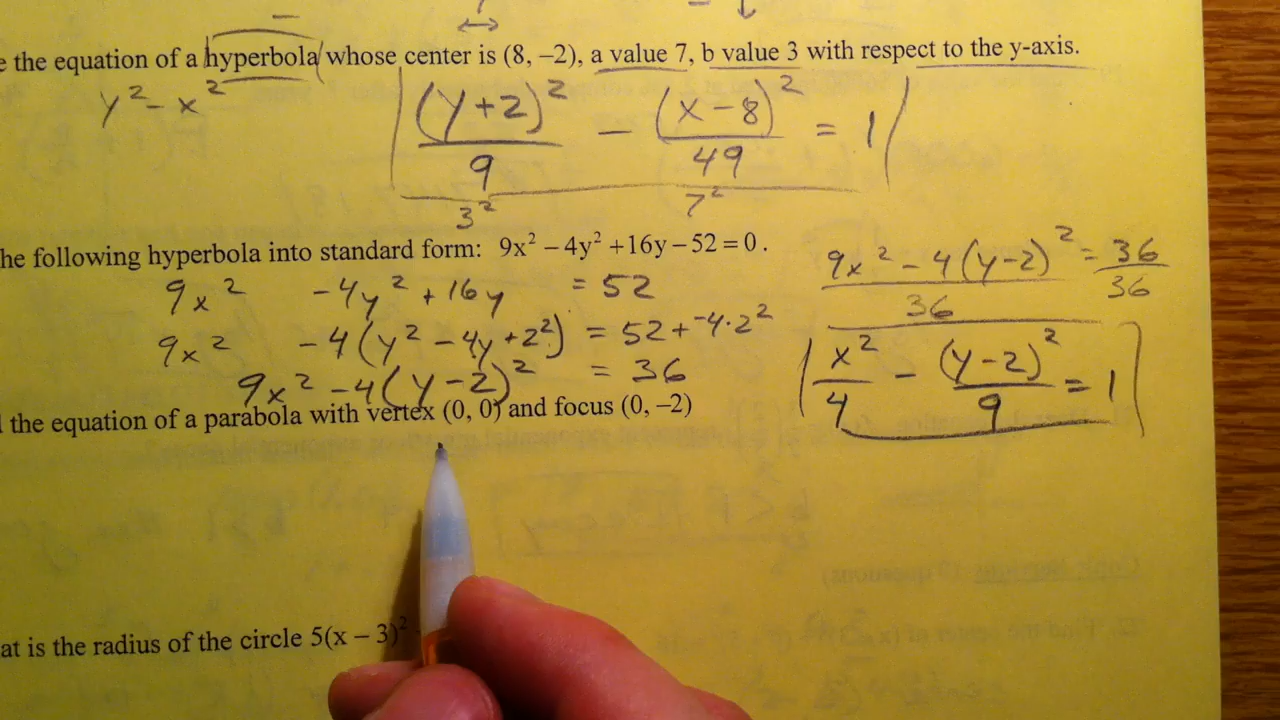 e the equation of a hyperbola whose center is (8, –2), a value 7, b value 3 with respect to the y-axis.
y² - x²
(y+2)²/9 - (x-8)²/49 = 1
3² 7²
he following hyperbola into standard form: 9x² – 4y² +16y – 52 = 0.
9x² -4y² + 16y = 52
9x² -4(y² - 4y + 2²) = 52 + -4·2²
9x² - 4(y-2)² = 36
9x² - 4(y-2)²/36 = 36/36
x²/4 - (y-2)²/9 = 1
the equation of a parabola with vertex (0, 0) and focus (0, –2)
at is the radius of the circle 5(x – 3)²